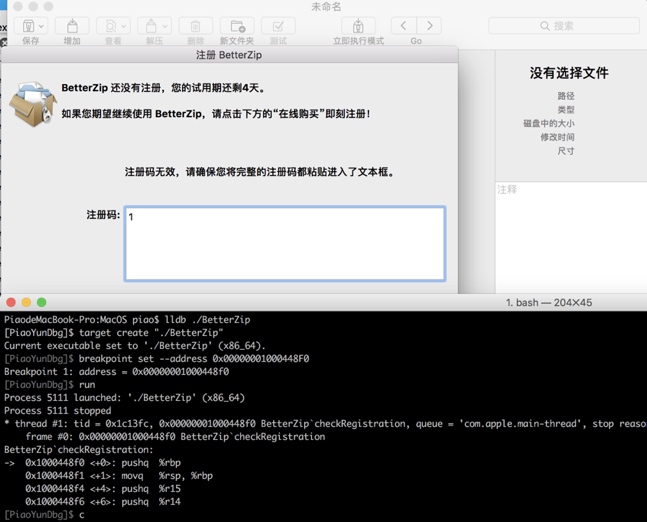 未命名
保存
增加
查看
解压
删除
新文件夹
测试
立即执行模式
Go
搜索
注册 BetterZip
BetterZip 还没有注册，您的试用期还剩4天。
如果您期望继续使用 BetterZip，请点击下方的“在线购买”即刻注册！
注册码无效，请确保您将完整的注册码都粘贴进入了文本框。
注册码:
1
没有选择文件
路径
类型
磁盘中的大小
修改时间
尺寸
注释
1. bash — 204×45
PiaodeMacBook-Pro:MacOS piao$ lldb ./BetterZip
[PiaoYunDbg]$ target create "./BetterZip"
Current executable set to './BetterZip' (x86_64).
[PiaoYunDbg]$ breakpoint set --address 0x00000001000448F0
Breakpoint 1: address = 0x00000001000448f0
[PiaoYunDbg]$ run
Process 5111 launched: './BetterZip' (x86_64)
Process 5111 stopped
* thread #1: tid = 0x1c13fc, 0x00000001000448f0 BetterZip`checkRegistration, queue = 'com.apple.main-thread', stop reaso
frame #0: 0x00000001000448f0 BetterZip`checkRegistration
BetterZip`checkRegistration:
-> 0x1000448f0 <+0>: pushq %rbp
0x1000448f1 <+1>: movq %rsp, %rbp
0x1000448f4 <+4>: pushq %r15
0x1000448f6 <+6>: pushq %r14
[PiaoYunDbg]$ c